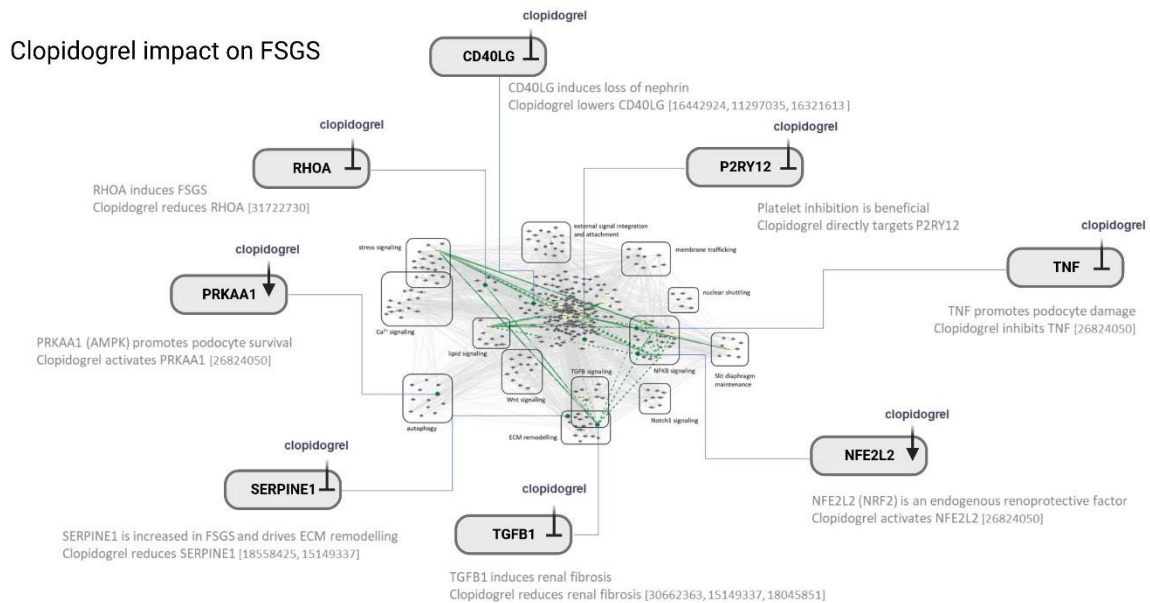 Clopidogrel impact on FSGS
clopidogrel
CD40LG
CD40LG induces loss of nephrin
Clopidogrel lowers CD40LG [16442924, 11297035, 16321613]
clopidogrel
RHOA
RHOA induces FSGS
Clopidogrel reduces RHOA [31722730]
clopidogrel
P2RY12
Platelet inhibition is beneficial
Clopidogrel directly targets P2RY12
clopidogrel
TNF
TNF promotes podocyte damage
Clopidogrel inhibits TNF [26824050]
clopidogrel
PRKAA1
PRKAA1 (AMPK) promotes podocyte survival
Clopidogrel activates PRKAA1 [26824050]
stress signaling
external signal integration
and attachment
membrane trafficking
nuclear shuttling
Ca²⁺ signaling
lipid signaling
TGFB signaling
NFKB signaling
Slit diaphragm
maintenance
Wnt signaling
Notch1 signaling
autophagy
ECM remodelling
clopidogrel
NFE2L2
NFE2L2 (NRF2) is an endogenous renoprotective factor
Clopidogrel activates NFE2L2 [26824050]
clopidogrel
SERPINE1
SERPINE1 is increased in FSGS and drives ECM remodelling
Clopidogrel reduces SERPINE1 [18558425, 15149337]
clopidogrel
TGFB1
TGFB1 induces renal fibrosis
Clopidogrel reduces renal fibrosis [30662363, 15149337, 18045851]